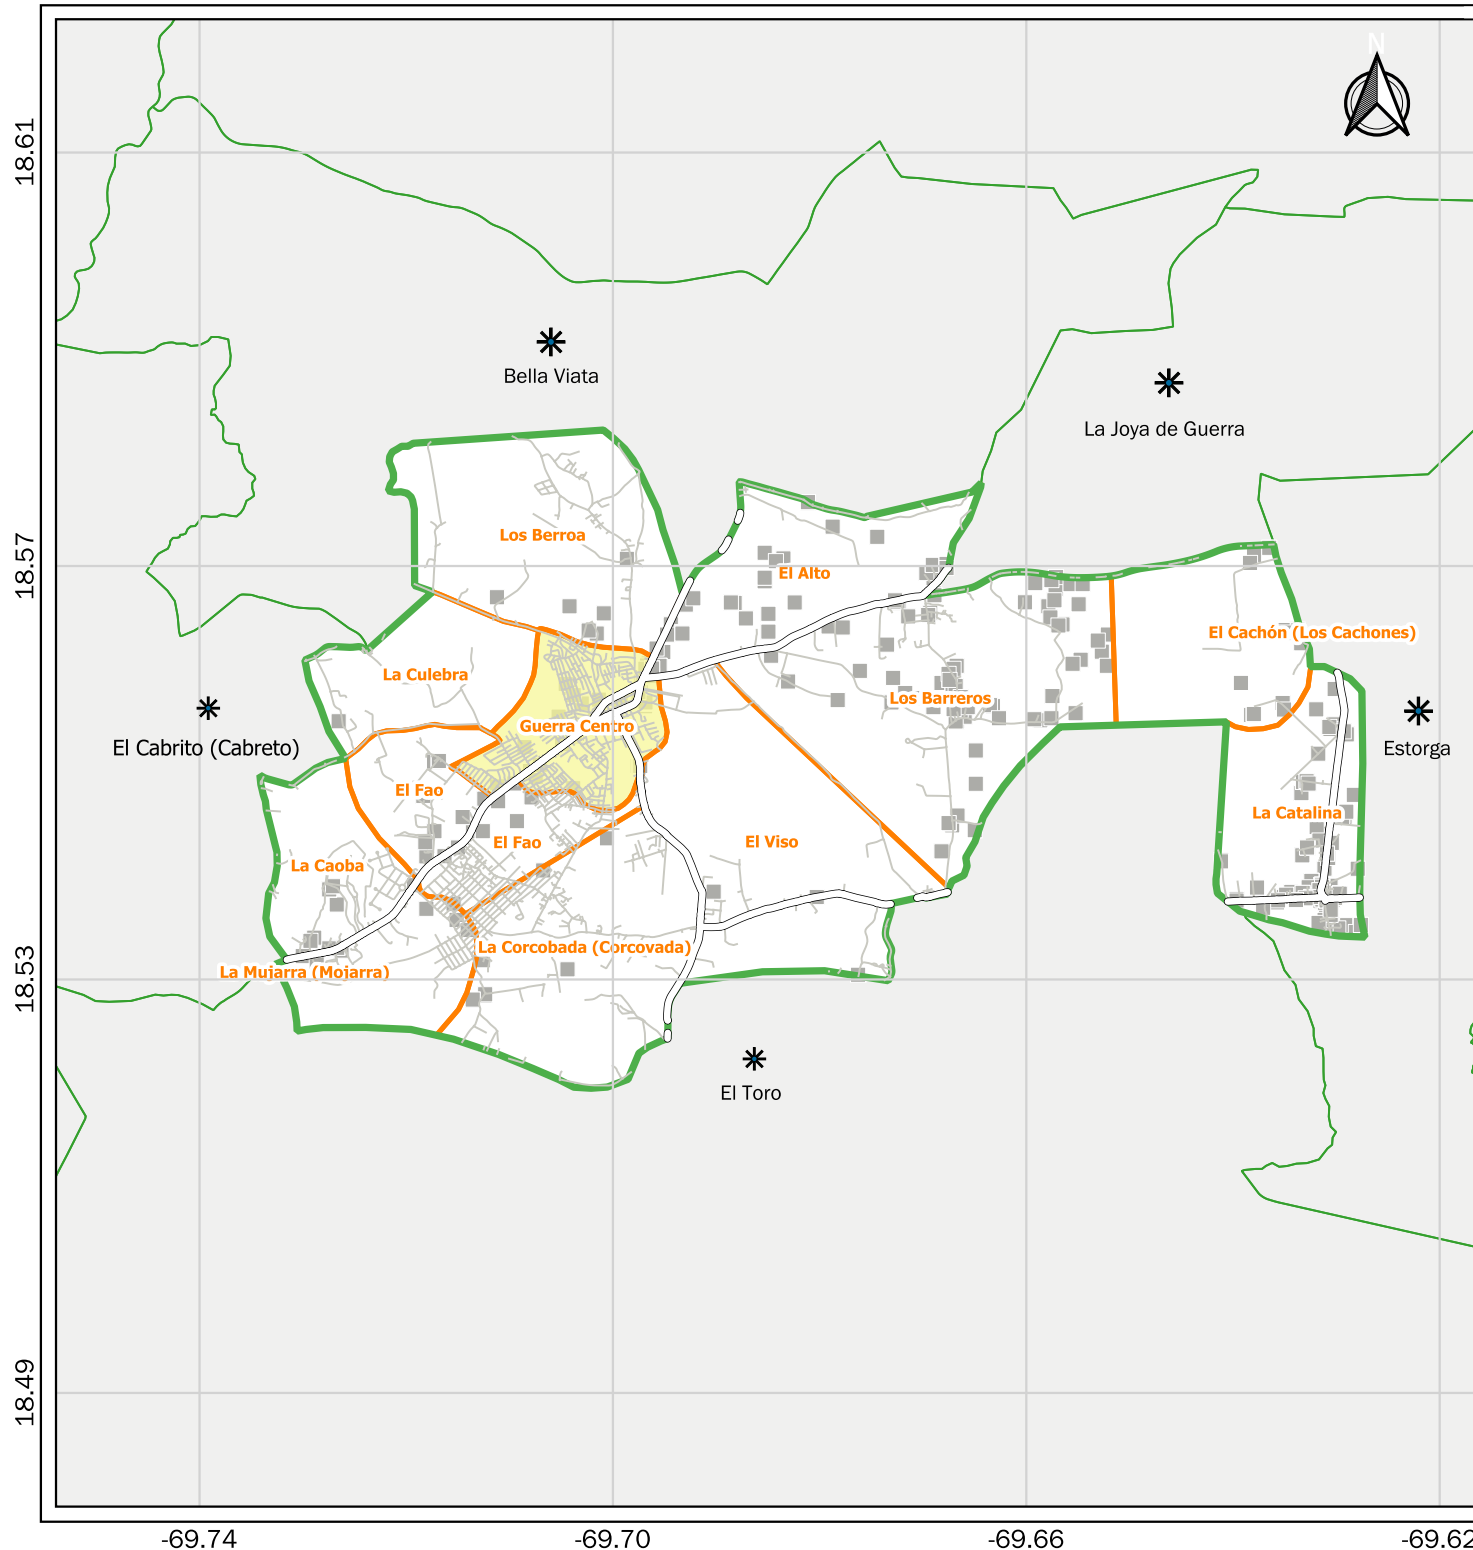 N
18.61
Bella Viata
La Joya de Guerra
Los Berroa
18.57
El Alto
El Cachón (Los Cachones)
La Culebra
Los Barreros
Guerra Centro
El Cabrito (Cabreto)
Estorga
El Fao
La Catalina
El Fao
El Viso
La Caoba
La Corcobada (Corcovada)
La Mujarra (Mojarra)
18.53
El Toro
18.49
-69.74
-69.70
-69.66
-69.62